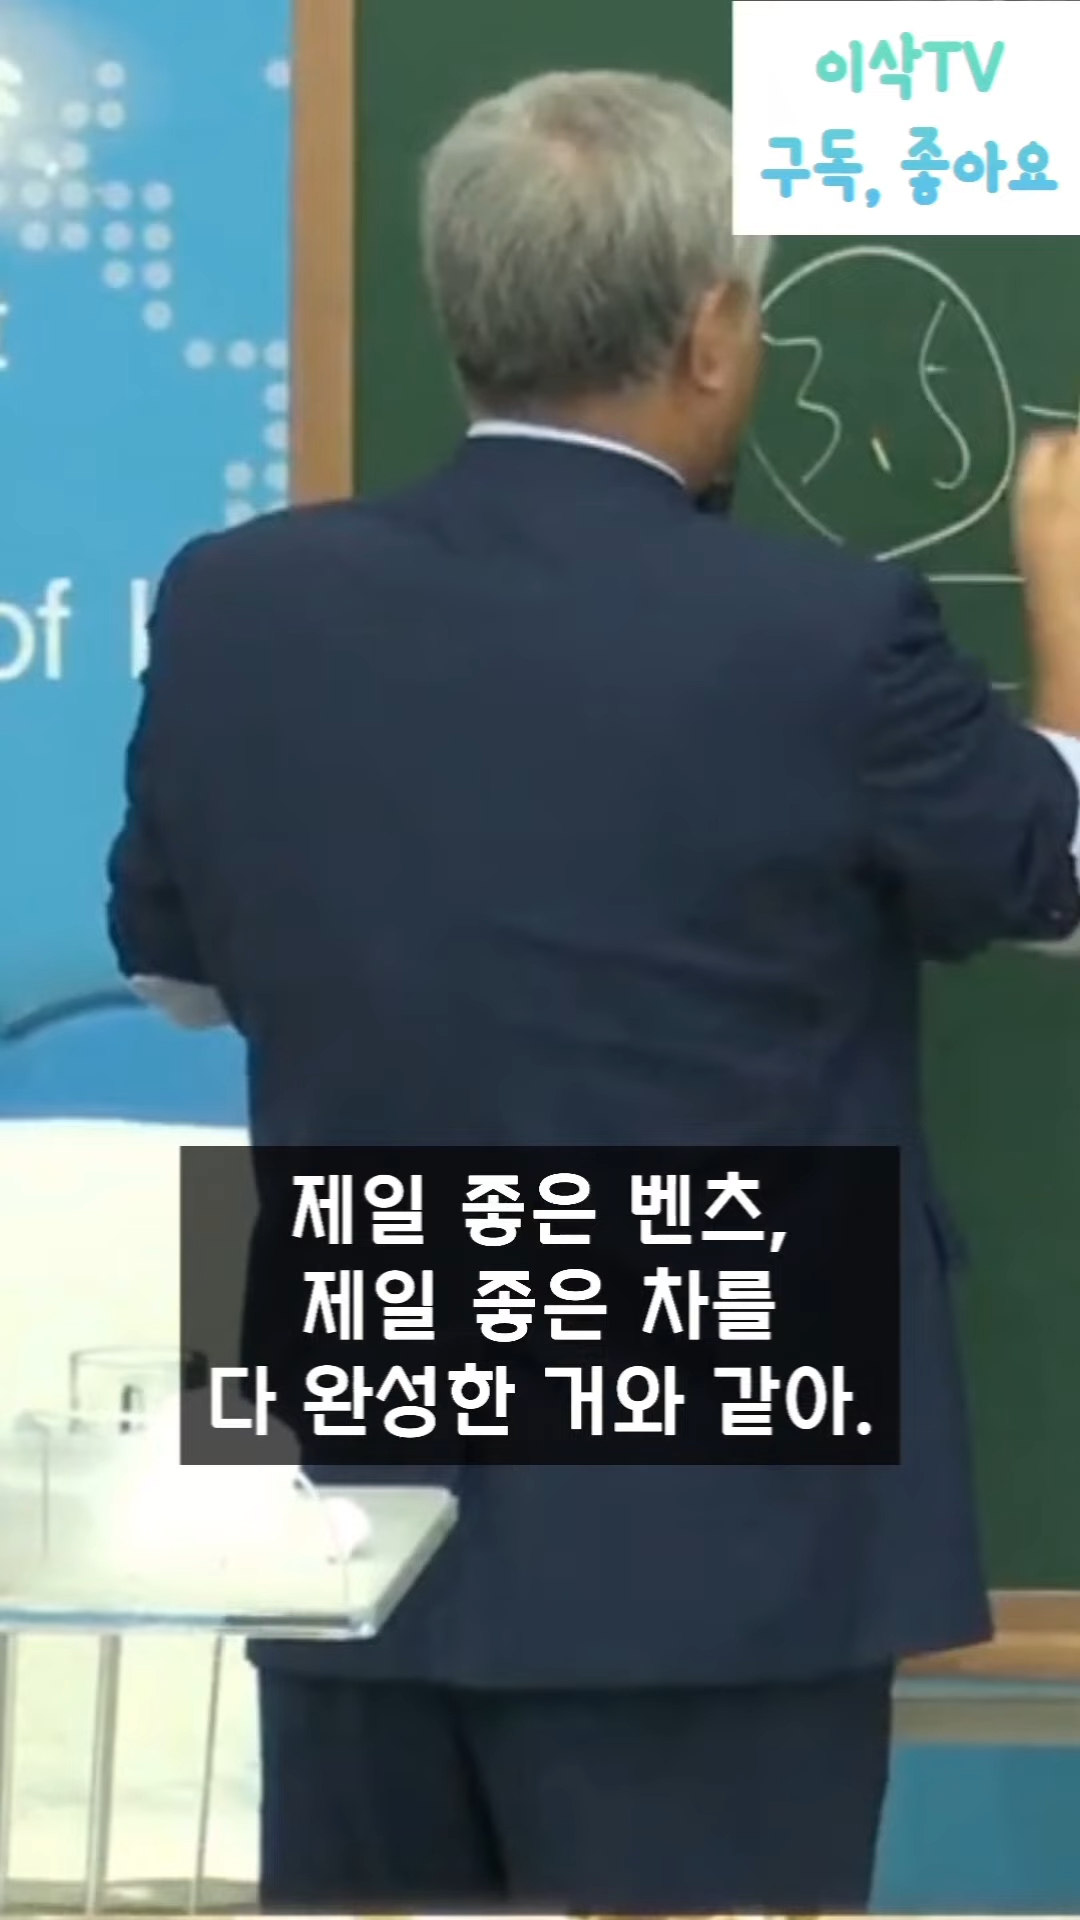 이삭TV
구독, 좋아요
3.5
of
제일 좋은 벤츠,
제일 좋은 차를
다 완성한 거와 같아.